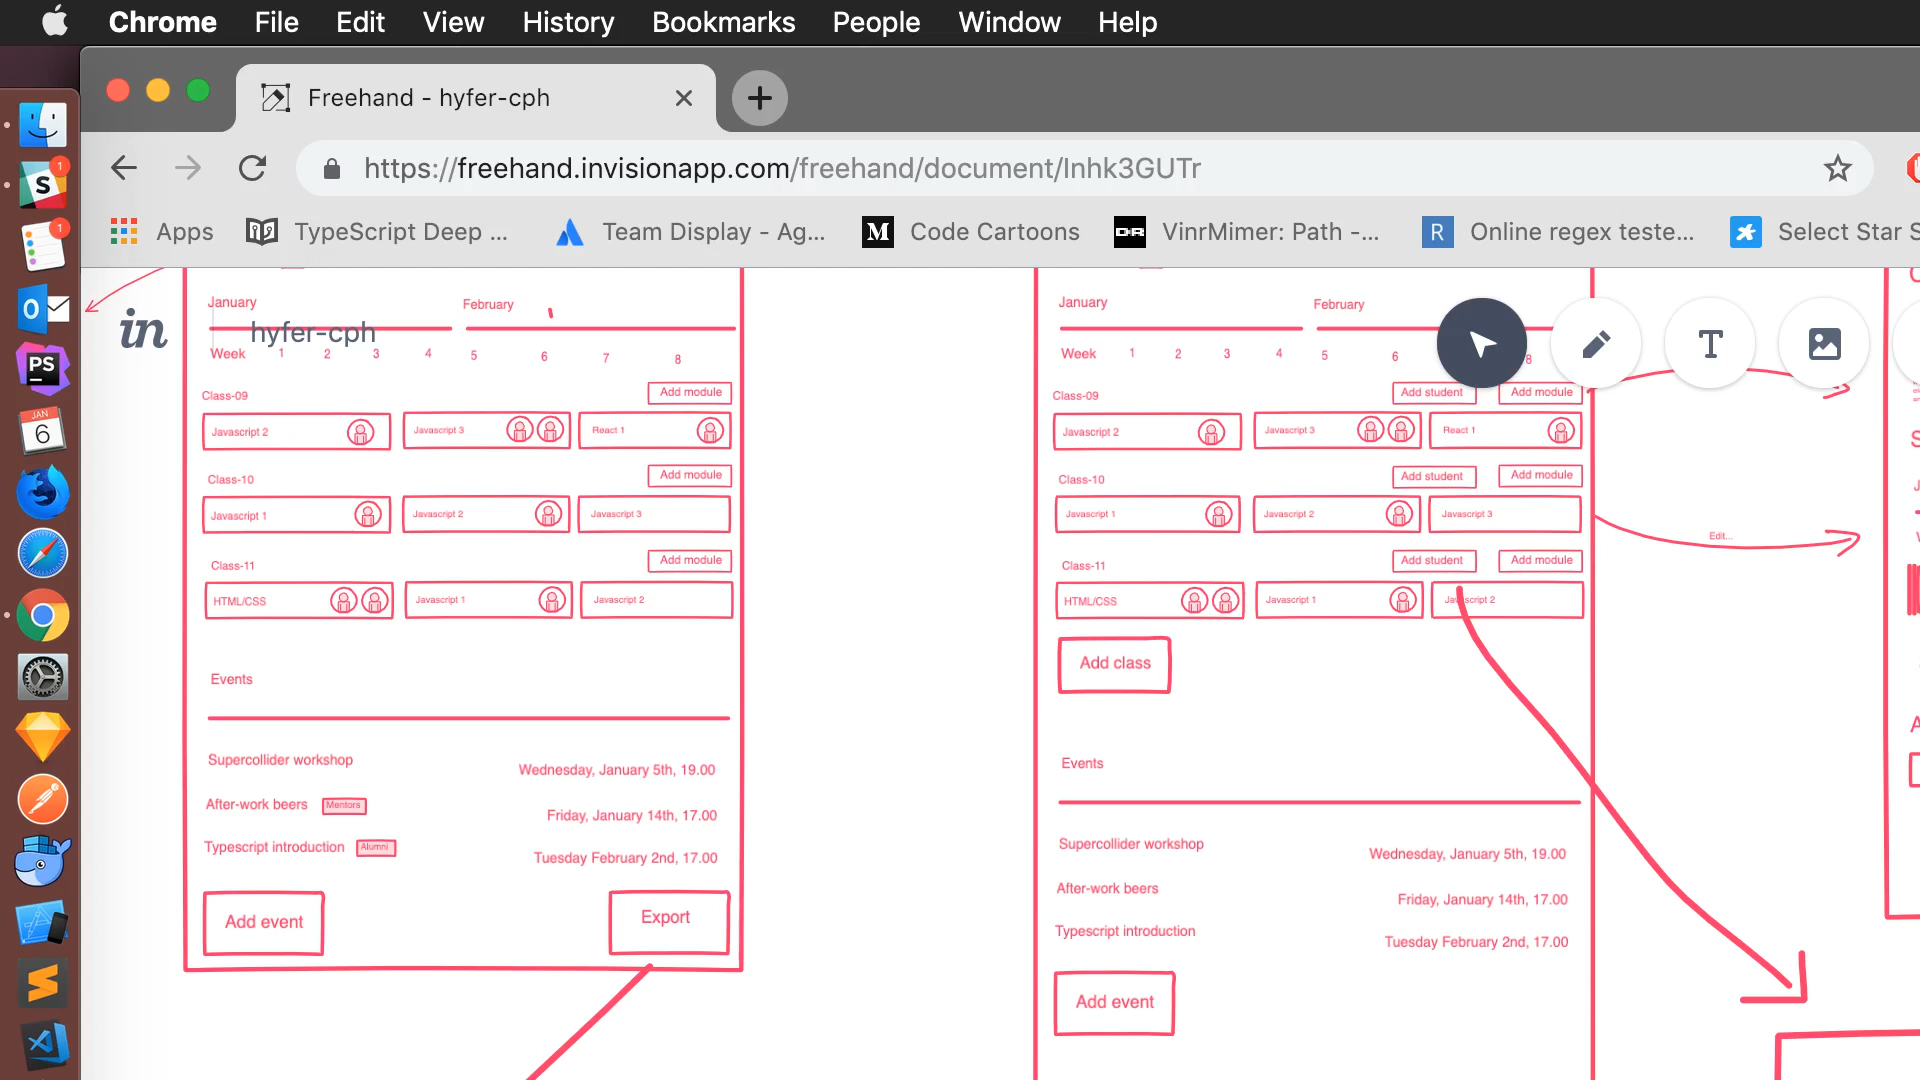 Chrome File Edit View History Bookmarks People Window Help
Freehand - hyfer-cph
https://freehand.invisionapp.com/freehand/document/Inhk3GUTr
Apps TypeScript Deep ... Team Display - Ag... Code Cartoons VinrMimer: Path -... Online regex teste... Select Star S
in hyfer-cph
January February
Week 1 2 3 4 5 6 7 8
Class-09 Add module
Javascript 2 Javascript 3 React 1
Class-10 Add module
Javascript 1 Javascript 2 Javascript 3
Class-11 Add module
HTML/CSS Javascript 1 Javascript 2
Events
Supercollider workshop Wednesday, January 5th, 19.00
After-work beers Mentors Friday, January 14th, 17.00
Typescript introduction Alumni Tuesday February 2nd, 17.00
Add event Export
January February
Week 1 2 3 4 5 6 8
Class-09 Add student Add module
Javascript 2 Javascript 3 React 1
Class-10 Add student Add module
Javascript 1 Javascript 2 Javascript 3
Class-11 Add student Add module
HTML/CSS Javascript 1 Javascript 2
Add class
Events
Supercollider workshop Wednesday, January 5th, 19.00
After-work beers Friday, January 14th, 17.00
Typescript introduction Tuesday February 2nd, 17.00
Add event
Edit...
T
S
1
1
O
PS
JAN
6
M
R